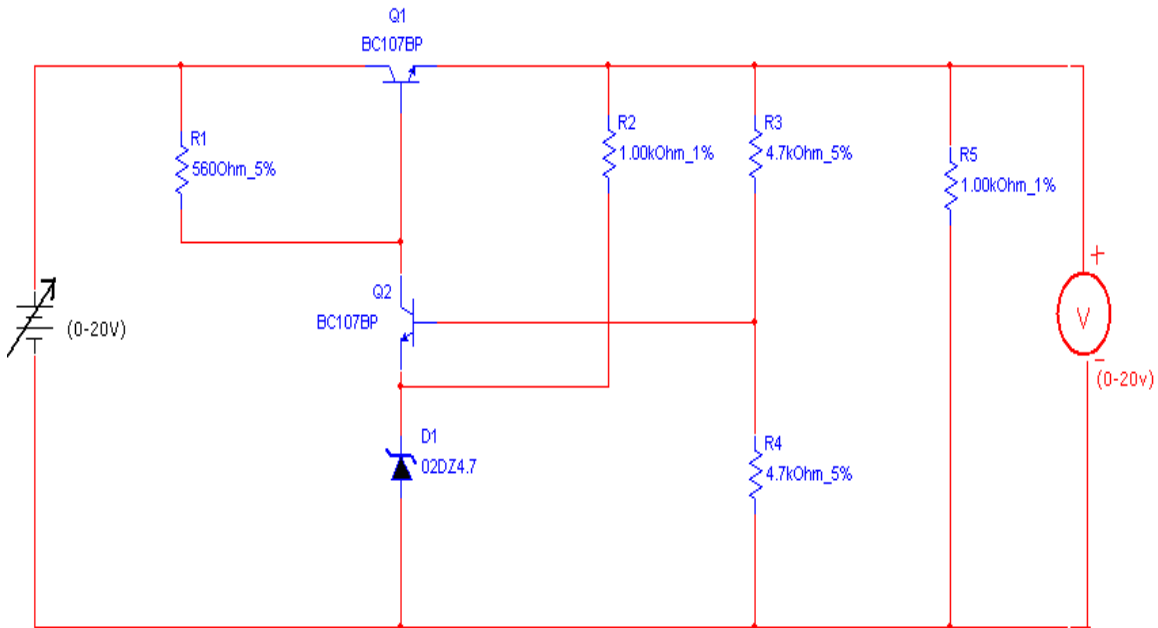 Q1
BC107BP
R1
560Ohm_5%
R2
1.00kOhm_1%
R3
4.7kOhm_5%
R5
1.00kOhm_1%
Q2
BC107BP
(0-20V)
+
V
-
(0-20v)
D1
02DZ4.7
R4
4.7kOhm_5%